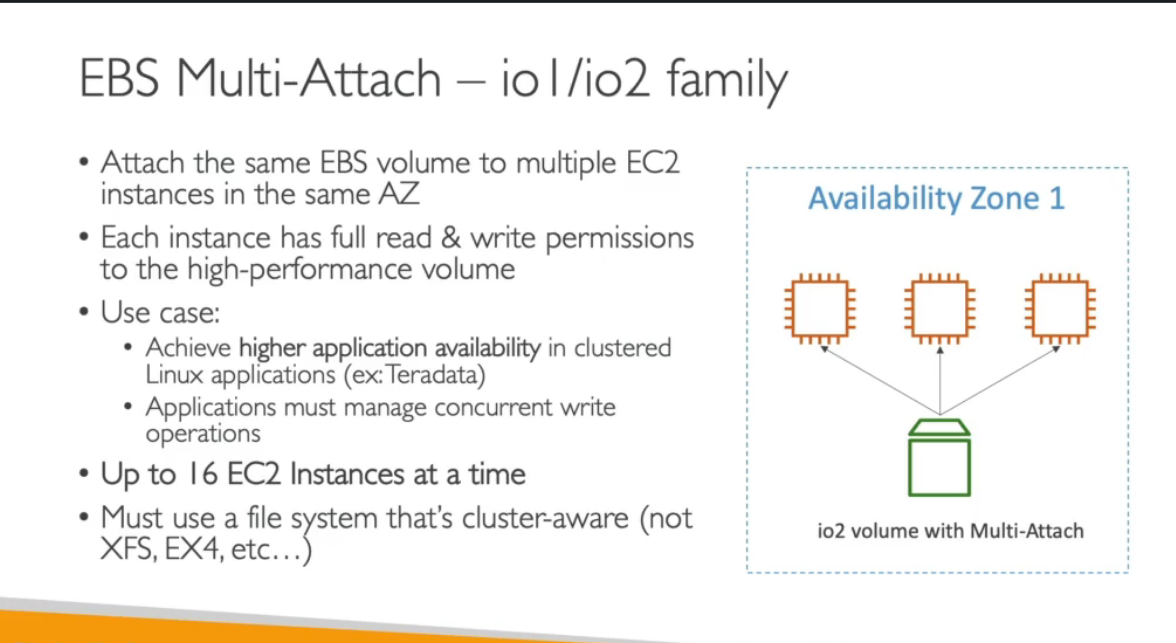 EBS Multi-Attach – io1/io2 family
• Attach the same EBS volume to multiple EC2
instances in the same AZ
• Each instance has full read & write permissions
to the high-performance volume
• Use case:
• Achieve higher application availability in clustered
Linux applications (ex: Teradata)
• Applications must manage concurrent write
operations
• Up to 16 EC2 Instances at a time
• Must use a file system that's cluster-aware (not
XFS, EX4, etc…)
Availability Zone 1
io2 volume with Multi-Attach